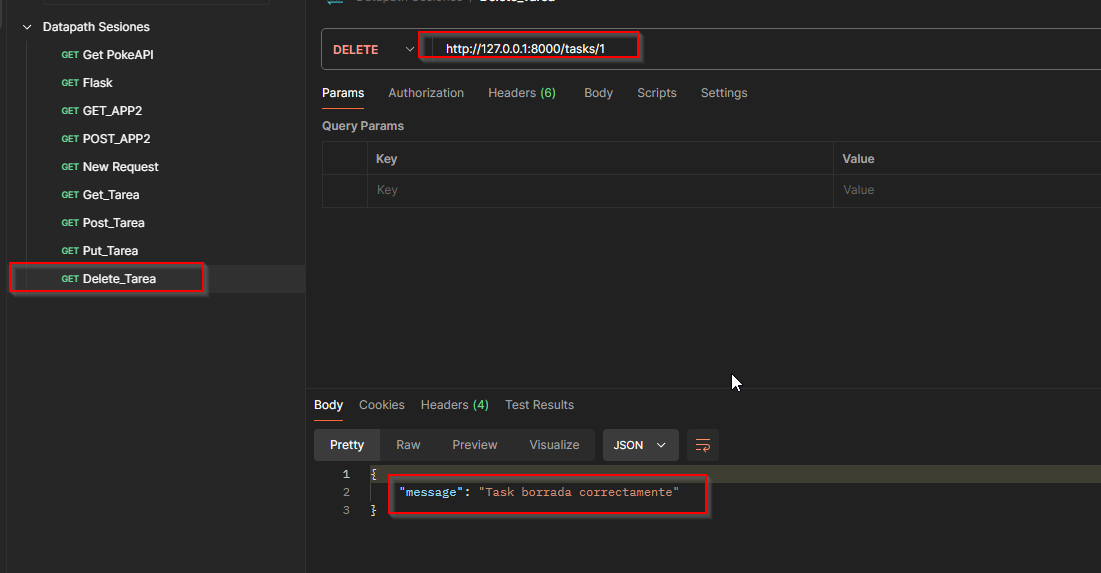 Datapath Sesiones / Delete_Tarea
Datapath Sesiones
GET Get PokeAPI
GET Flask
GET GET_APP2
GET POST_APP2
GET New Request
GET Get_Tarea
GET Post_Tarea
GET Put_Tarea
GET Delete_Tarea
DELETE http://127.0.0.1:8000/tasks/1
Params Authorization Headers (6) Body Scripts Settings
Query Params
Key Value
Key Value
Body Cookies Headers (4) Test Results
Pretty Raw Preview Visualize JSON
1 {
2 "message": "Task borrada correctamente"
3 }